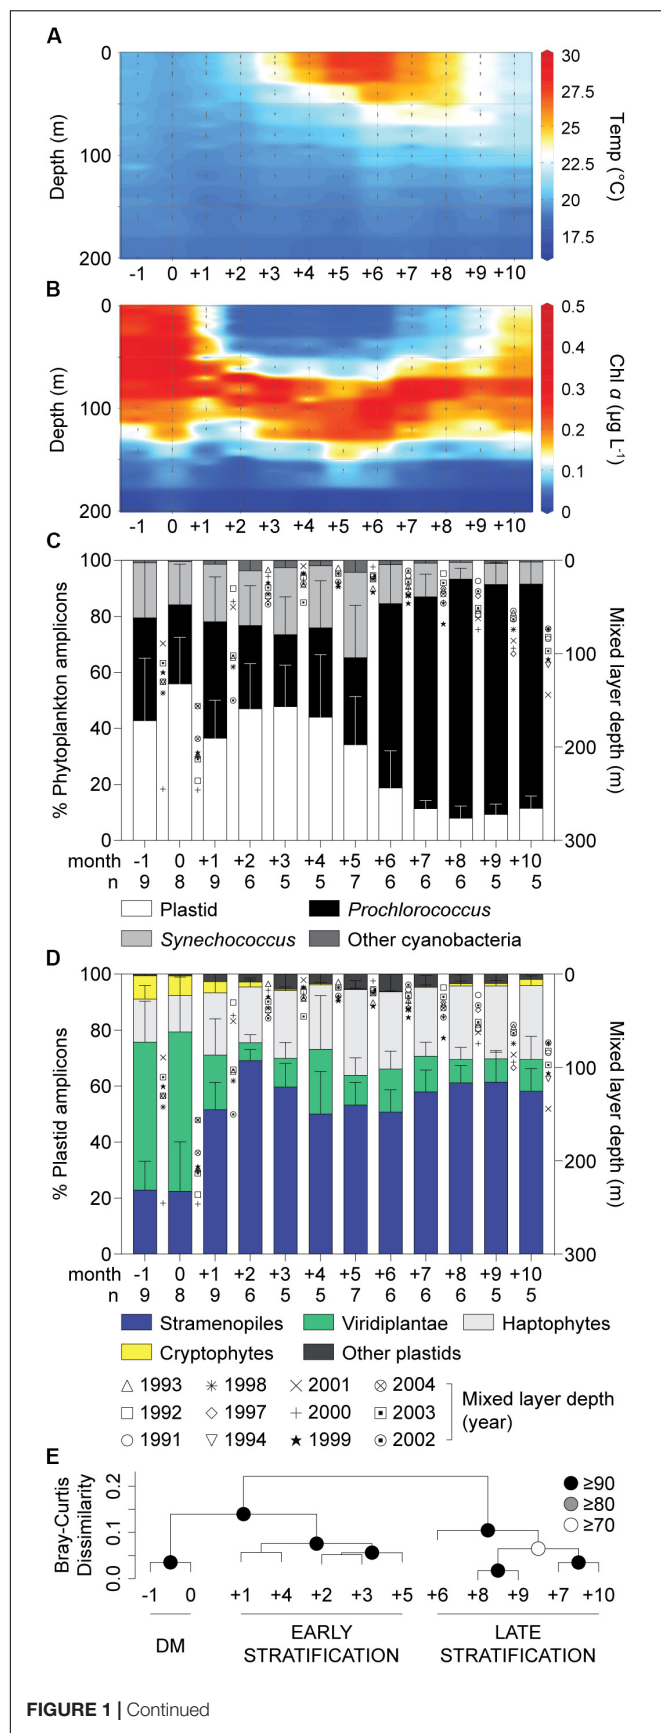 A
0
100
200
Depth (m)
-1 0 +1 +2 +3 +4 +5 +6 +7 +8 +9 +10
30
27.5
25
22.5
20
17.5
Temp (°C)
B
0
100
200
Depth (m)
-1 0 +1 +2 +3 +4 +5 +6 +7 +8 +9 +10
0.5
0.4
0.3
0.2
0.1
0
Chl a (µg L-1)
C
100
80
60
40
20
0
% Phytoplankton amplicons
0
100
200
300
Mixed layer depth (m)
month -1 0 +1 +2 +3 +4 +5 +6 +7 +8 +9 +10
n 9 8 9 6 5 5 7 6 6 6 5 5
Plastid Prochlorococcus
Synechococcus Other cyanobacteria
D
100
80
60
40
20
0
% Plastid amplicons
0
100
200
300
Mixed layer depth (m)
month -1 0 +1 +2 +3 +4 +5 +6 +7 +8 +9 +10
n 9 8 9 6 5 5 7 6 6 6 5 5
Stramenopiles Viridiplantae Haptophytes
Cryptophytes Other plastids
1993 1998 2001 2004
1992 1997 2000 2003
1991 1994 1999 2002
Mixed layer depth
(year)
E
0.2
0.1
0.0
Bray-Curtis
Dissimilarity
≥90
≥80
≥70
-1 0 +1 +4 +2 +3 +5 +6 +8 +9 +7 +10
DM
EARLY
STRATIFICATION
LATE
STRATIFICATION
FIGURE 1 | Continued